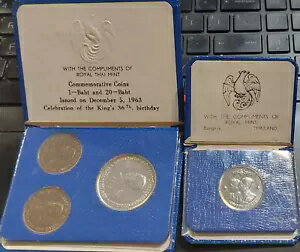 WITH THE COMPLIMENTS OF
ROYAL THAI MINT
Commemorative Coins
1-Baht and 20-Baht
Issued on December 5, 1963
Celebration of the King's 36th. birthday
WITH THE COMPLIMENTS OF
ROYAL MINT
Bangkok, THAILAND